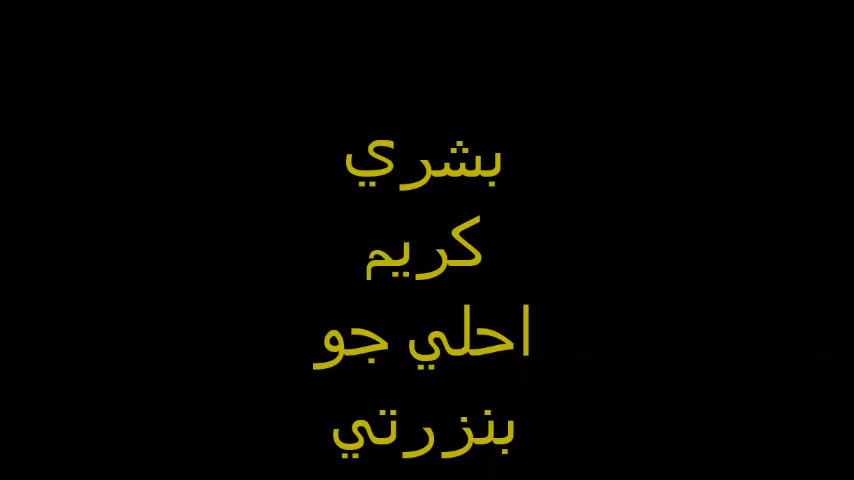 بشري
كريم
احلي جو
بنزرتي